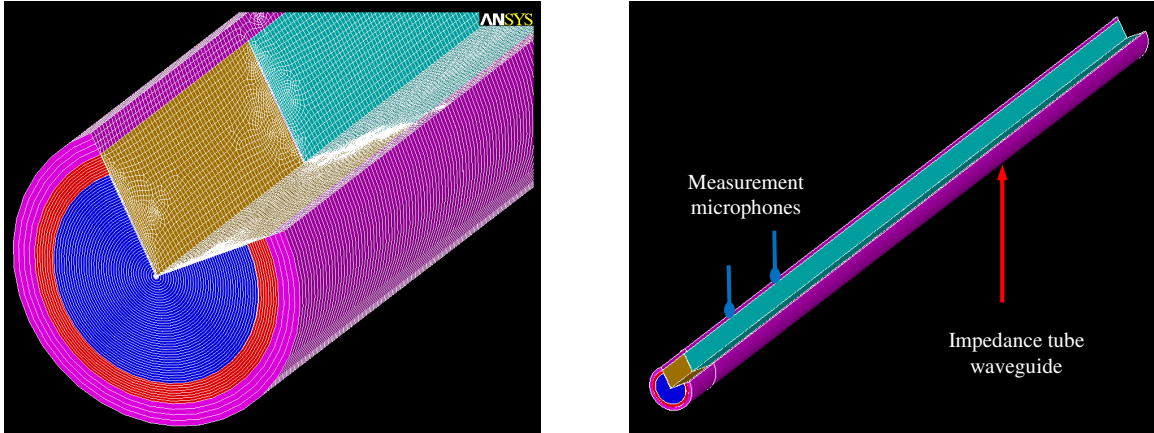 ANSYS
Measurement
microphones
Impedance tube
waveguide